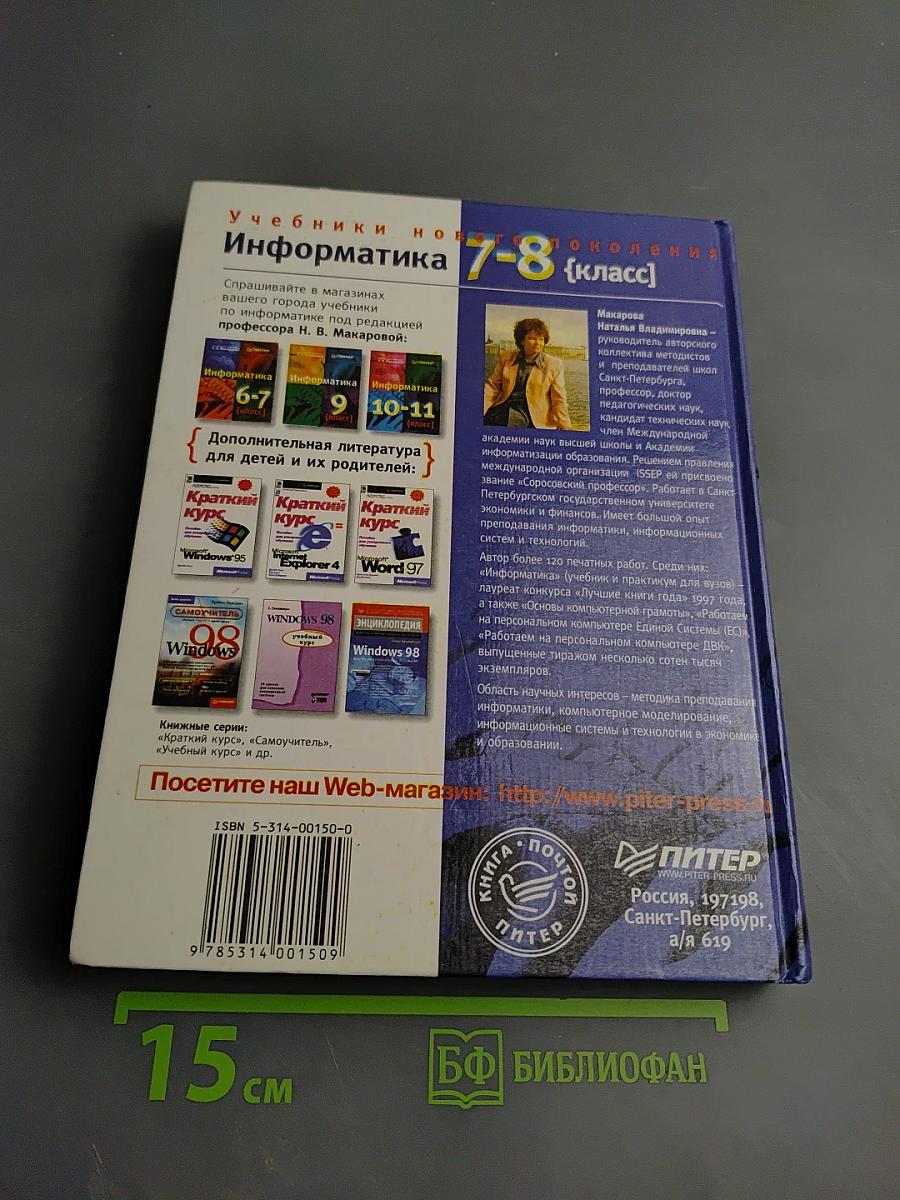 Учебники нового поколения
Информатика 7-8 {класс]
Спрашивайте в магазинах
вашего города учебники
по информатике под редакцией
профессора Н. В. Макаровой:
Информатика
6-7
[класс]
Информатика
9
[класс]
Информатика
10-11
[класс]
{ Дополнительная литература }
для детей и их родителей:
Краткий
курс
Microsoft
Windows 95
Краткий
курс
Microsoft
Internet
Explorer 4
Краткий
курс
Microsoft
Word 97
САМОУЧИТЕЛЬ
98
Windows
WINDOWS 98
учебный
курс
ЭНЦИКЛОПЕДИЯ
Windows 98
Книжные серии:
«Краткий курс», «Самоучитель»,
«Учебный курс» и др.
Макарова
Наталья Владимировна –
руководитель авторского
коллектива методистов
и преподавателей школ
Санкт-Петербурга,
профессор, доктор
педагогических наук,
кандидат технических наук,
член Международной
академии наук высшей школы и Академии
информатизации образования. Решением правления
международной организации ISSEP ей присвоено
звание «Соросовский профессор». Работает в Санкт-
Петербургском государственном университете
экономики и финансов. Имеет большой опыт
преподавания информатики, информационных
систем и технологий.
Автор более 120 печатных работ. Среди них:
«Информатика» (учебник и практикум для вузов) –
лауреат конкурса «Лучшие книги года» 1997 года,
а также «Основы компьютерной грамоты», «Работаем
на персональном компьютере Единой Системы (ЕС)»,
«Работаем на персональном компьютере ДВК»,
выпущенные тиражом несколько сотен тысяч
экземпляров.
Область научных интересов – методика преподавания
информатики, компьютерное моделирование,
информационные системы и технологии в экономике
и образовании.
Посетите наш Web-магазин: http://www.piter-press.ru
ISBN 5-314-00150-0
9 785314 001509
КНИГА • ПОЧТОЙ
ПИТЕР
ПИТЕР
WWW.PITER-PRESS.RU
Россия, 197198,
Санкт-Петербург,
а/я 619
15 см
БФ БИБЛИОФАН